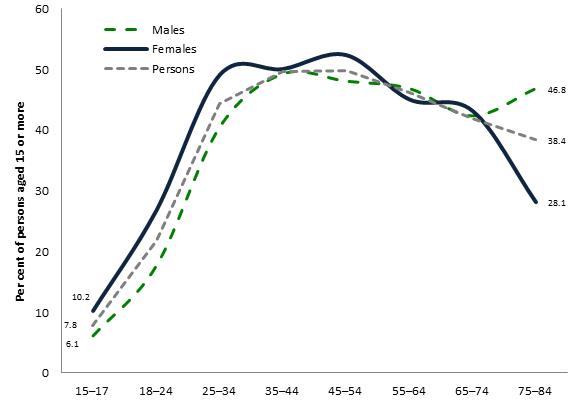 60
50
40
30
20
10
0
Per cent of persons aged 15 or more
Males
Females
Persons
10.2
7.8
6.1
46.8
38.4
28.1
15–17 18–24 25–34 35–44 45–54 55–64 65–74 75–84